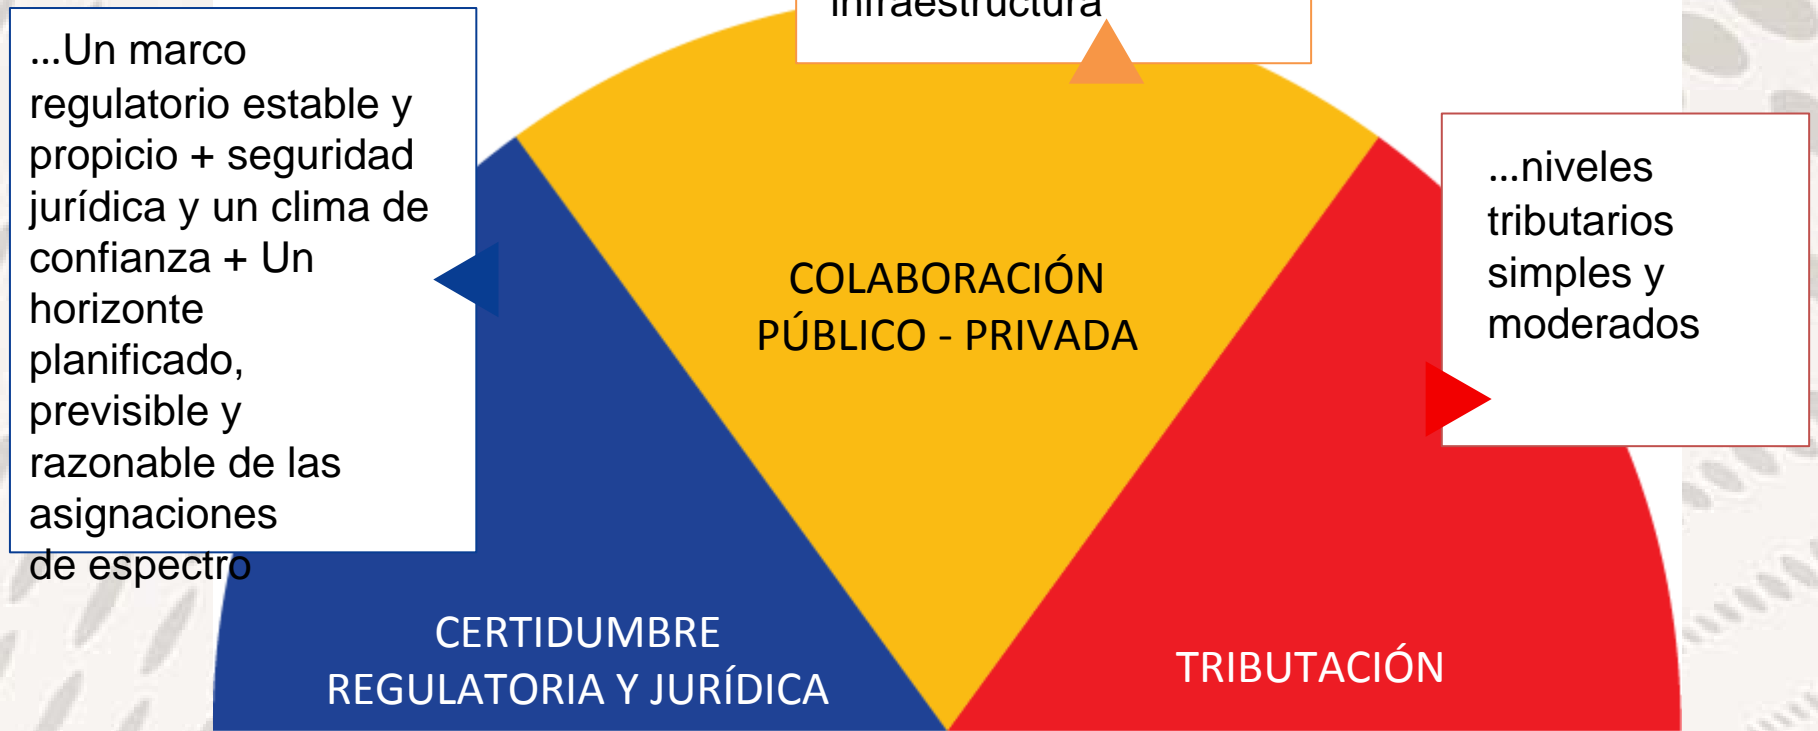 infraestructura
...Un marco
regulatorio estable y
propicio + seguridad
jurídica y un clima de
confianza + Un
horizonte
planificado,
previsible y
razonable de las
asignaciones
de espectro
...niveles
tributarios
simples y
moderados
COLABORACIÓN
PÚBLICO - PRIVADA
CERTIDUMBRE
REGULATORIA Y JURÍDICA
TRIBUTACIÓN